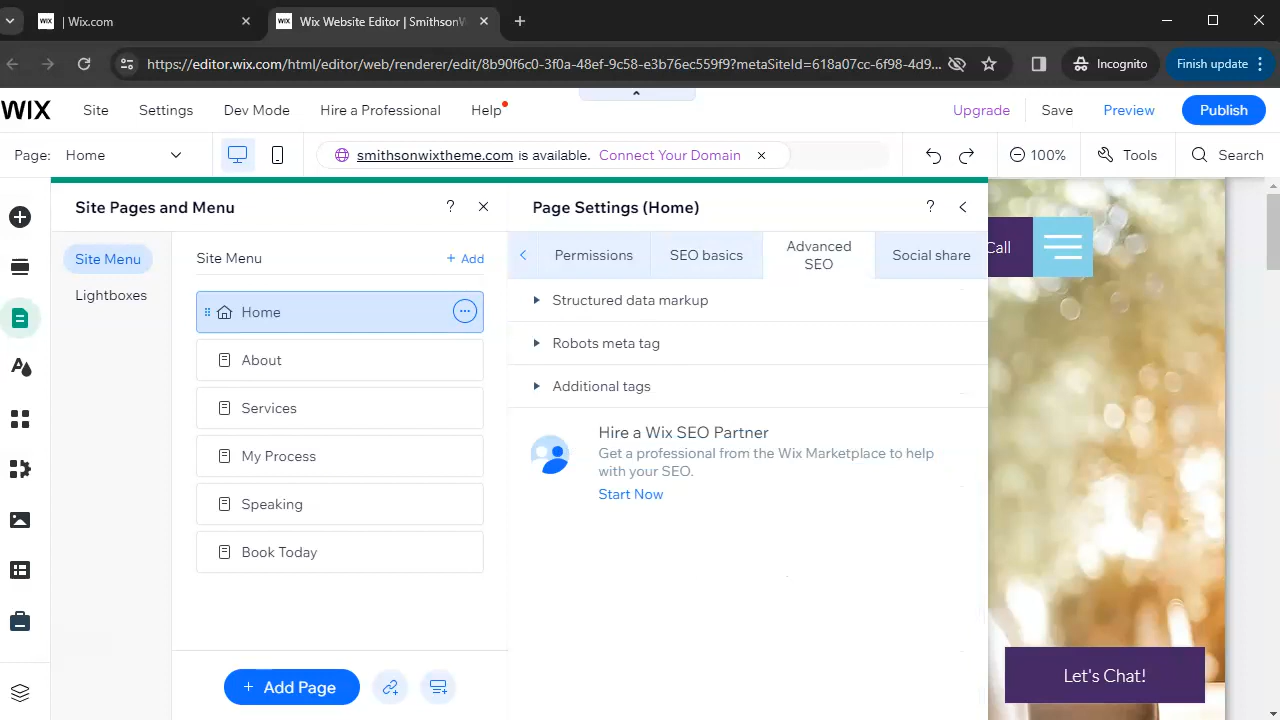 | Wix.com
Wix Website Editor | SmithsonW
https://editor.wix.com/html/editor/web/renderer/edit/8b90f6c0-3f0a-48ef-9c58-e3b76ec559f9?metaSiteId=618a07cc-6f98-4d9...
Incognito
Finish update
WIX
Site
Settings
Dev Mode
Hire a Professional
Help
Upgrade
Save
Preview
Publish
Page: Home
smithsonwixtheme.com is available. Connect Your Domain
100%
Tools
Search
Site Pages and Menu
?
Page Settings (Home)
?
Site Menu
Lightboxes
Site Menu
+ Add
Home
About
Services
My Process
Speaking
Book Today
+ Add Page
Permissions
SEO basics
Advanced
SEO
Social share
Structured data markup
Robots meta tag
Additional tags
Hire a Wix SEO Partner
Get a professional from the Wix Marketplace to help
with your SEO.
Start Now
Call
Let's Chat!